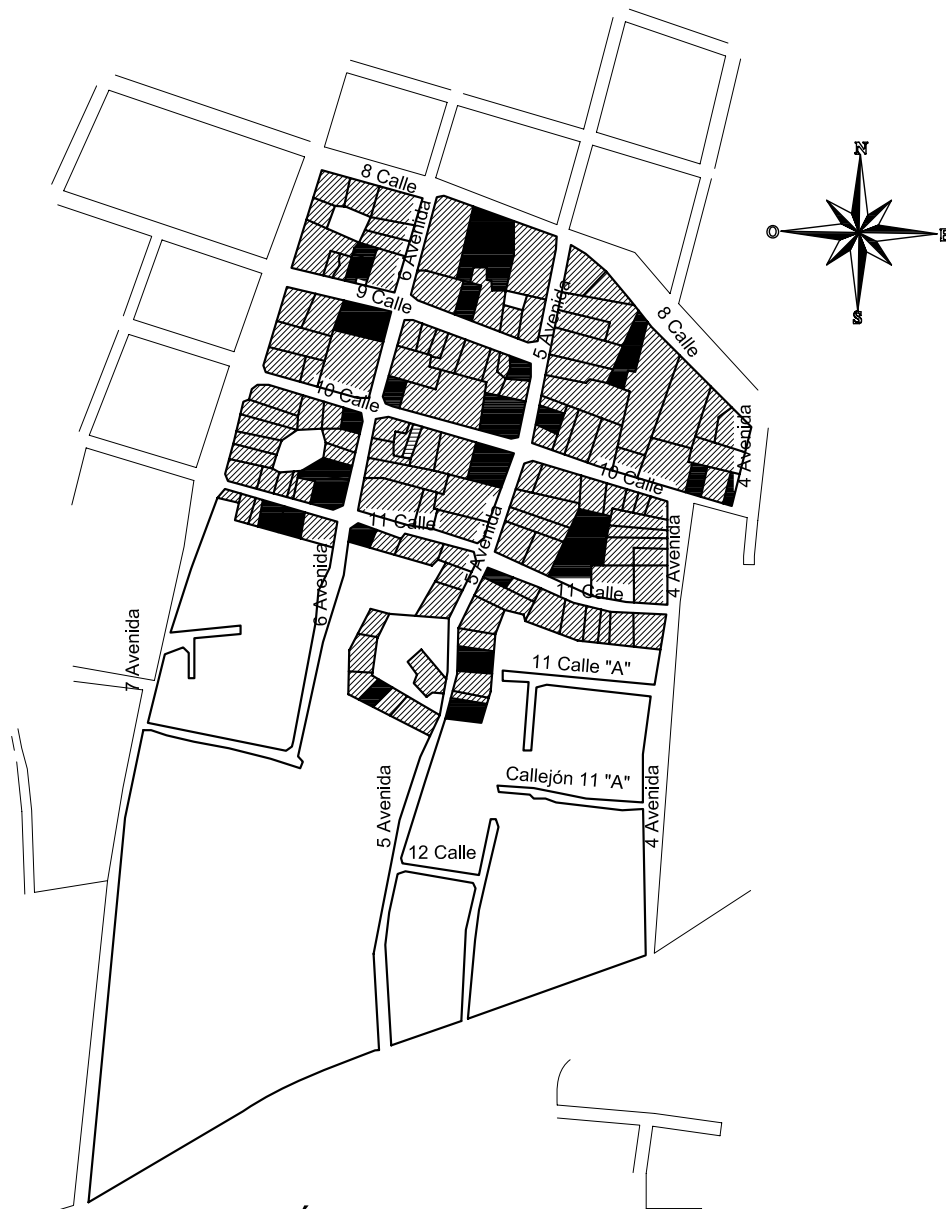 N
O
E
S
8 Calle
6 Avenida
9 Calle
5 Avenida
8 Calle
10 Calle
4 Avenida
10 Calle
11 Calle
5 Avenida
4 Avenida
6 Avenida
11 Calle
7 Avenida
11 Calle "A"
Callejón 11 "A"
5 Avenida
4 Avenida
12 Calle